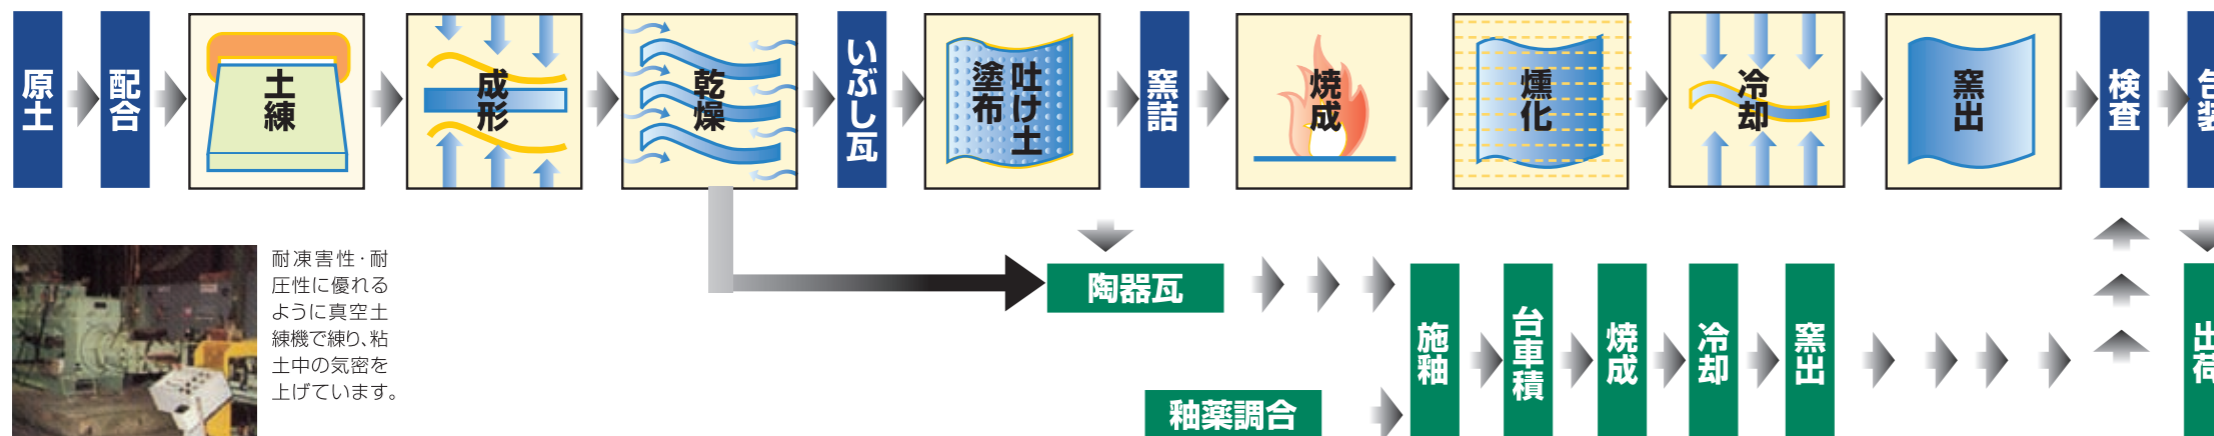 原土
配合
土練
成形
乾燥
いぶし瓦
吐け土
塗布
窯詰
焼成
燻化
冷却
窯出
検査
包装
耐凍害性・耐
圧性に優れる
ように真空土
練機で練り、粘
土中の気密を
上げています。
陶器瓦
釉薬調合
施釉
台車積
焼成
冷却
窯出
出荷